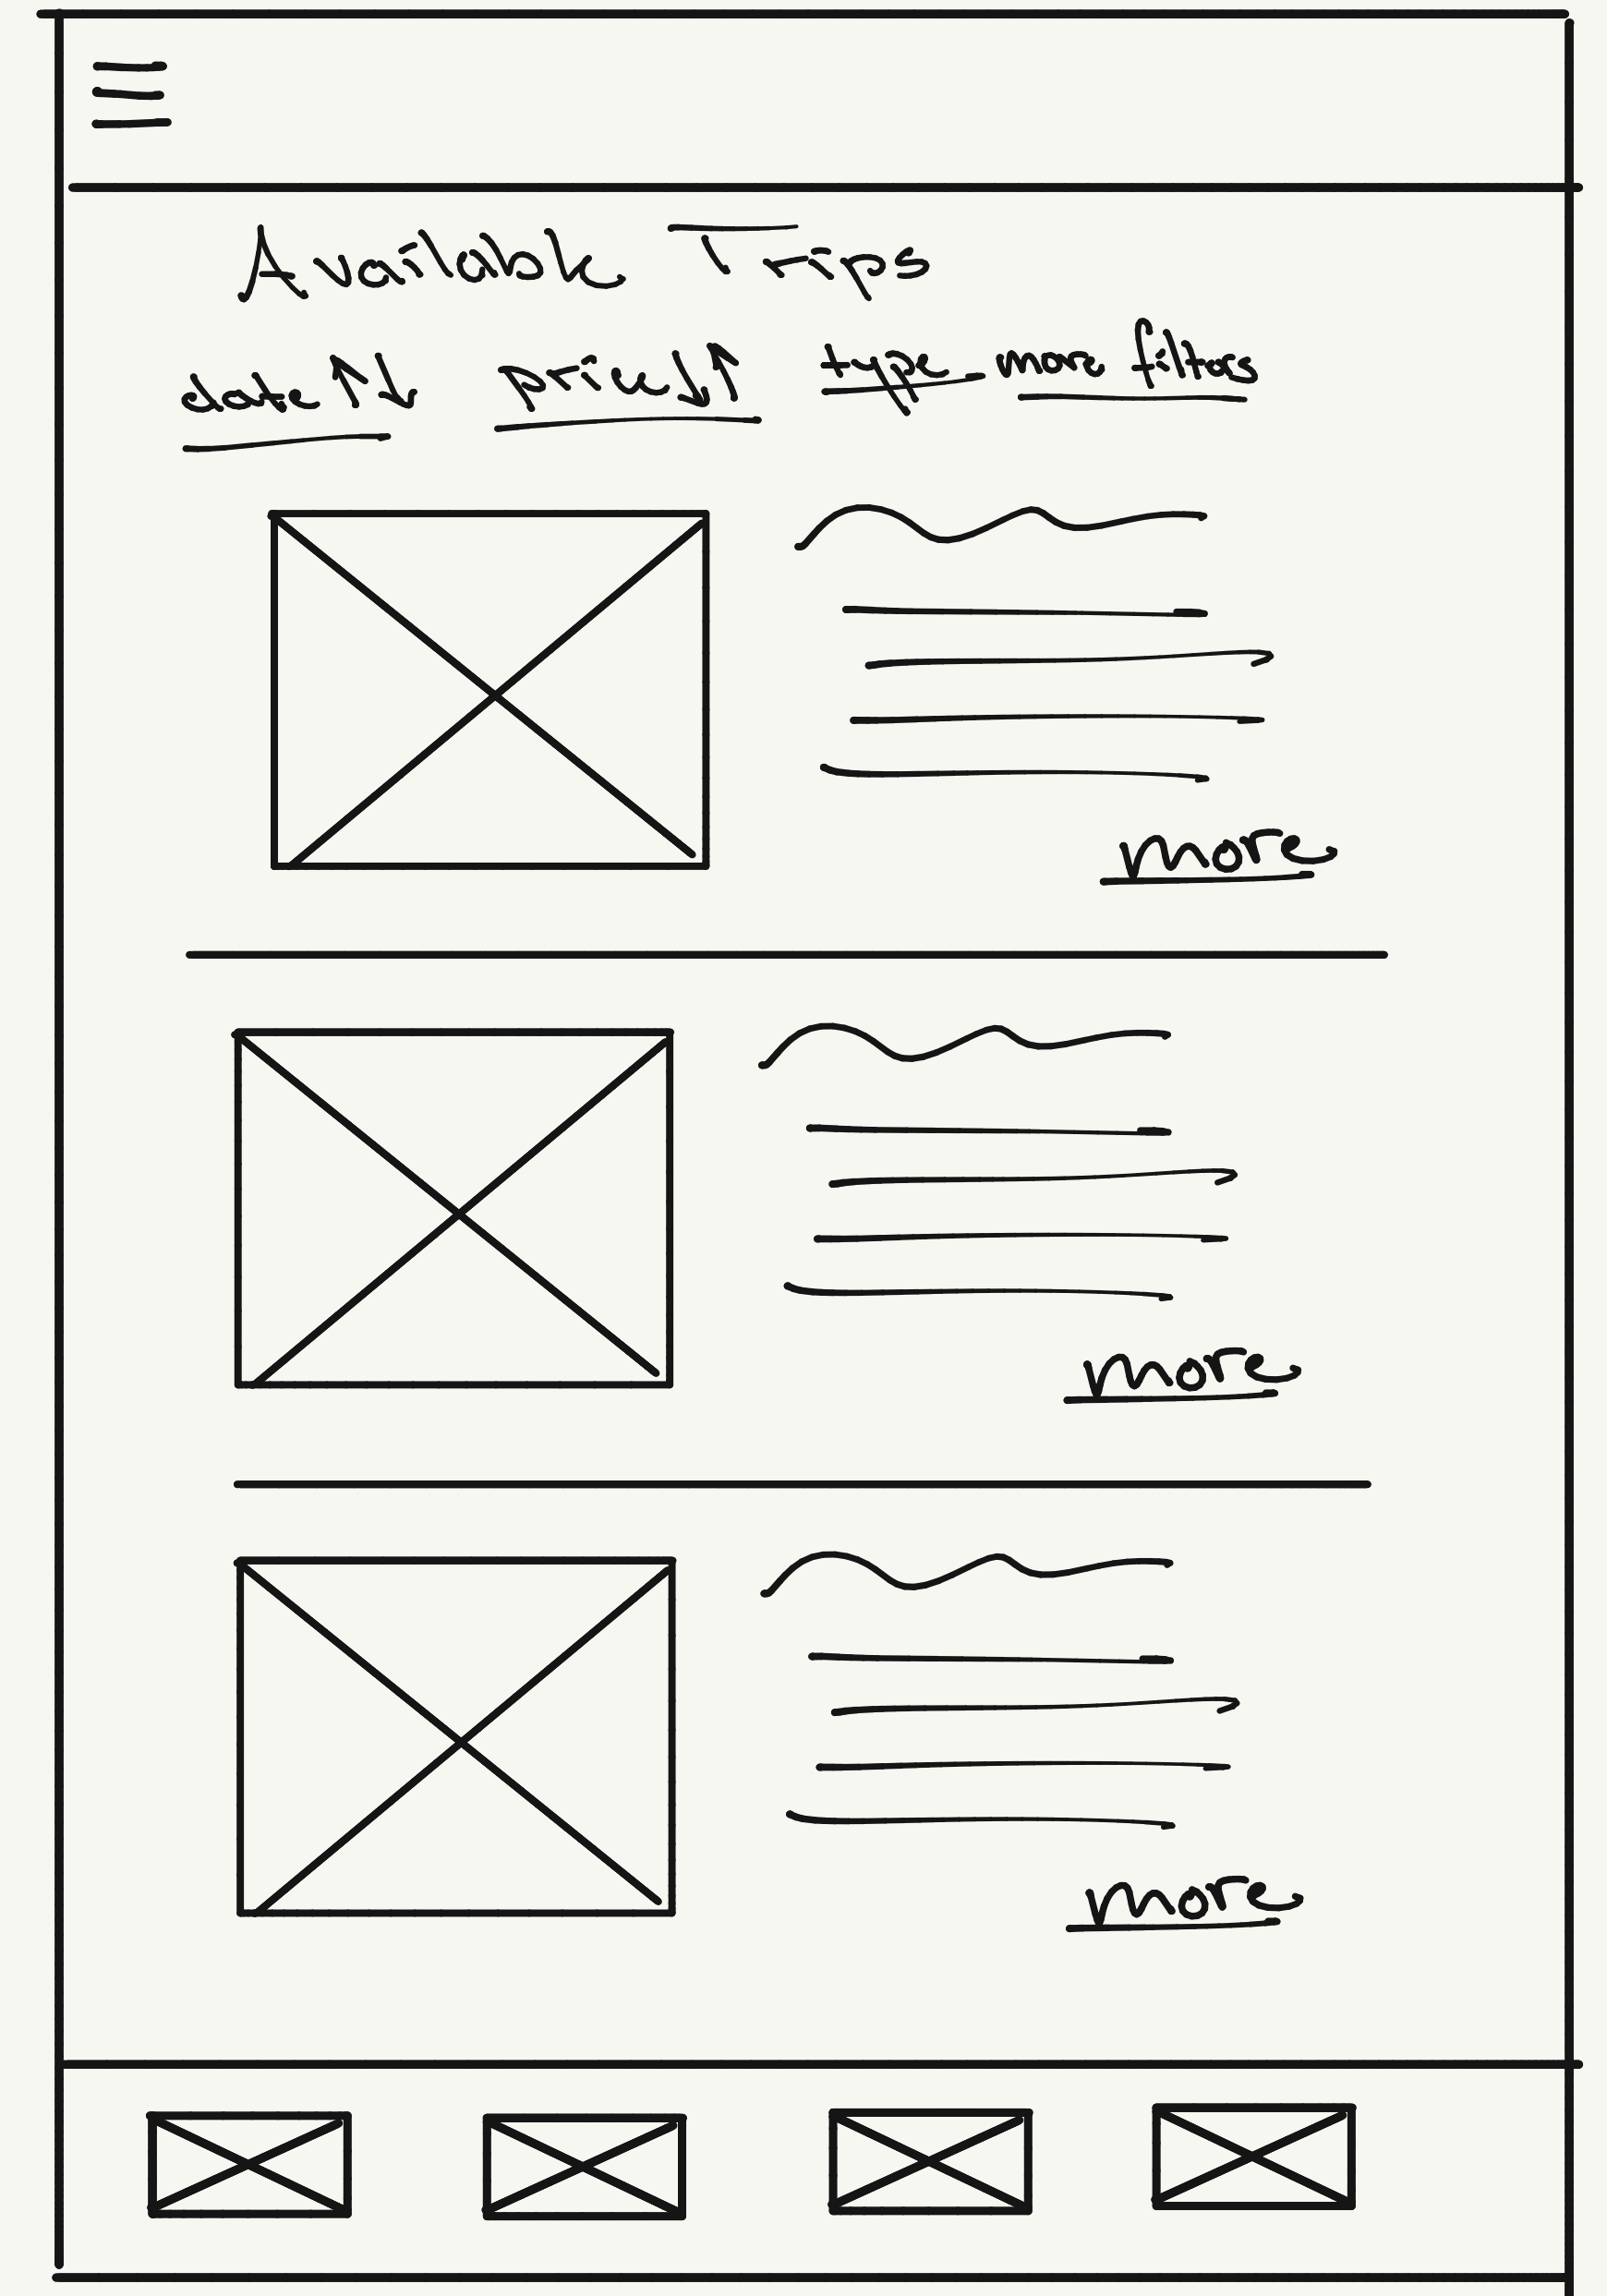 Available Trips
date ↑↓ price ↓↑ type more filters
more
more
more